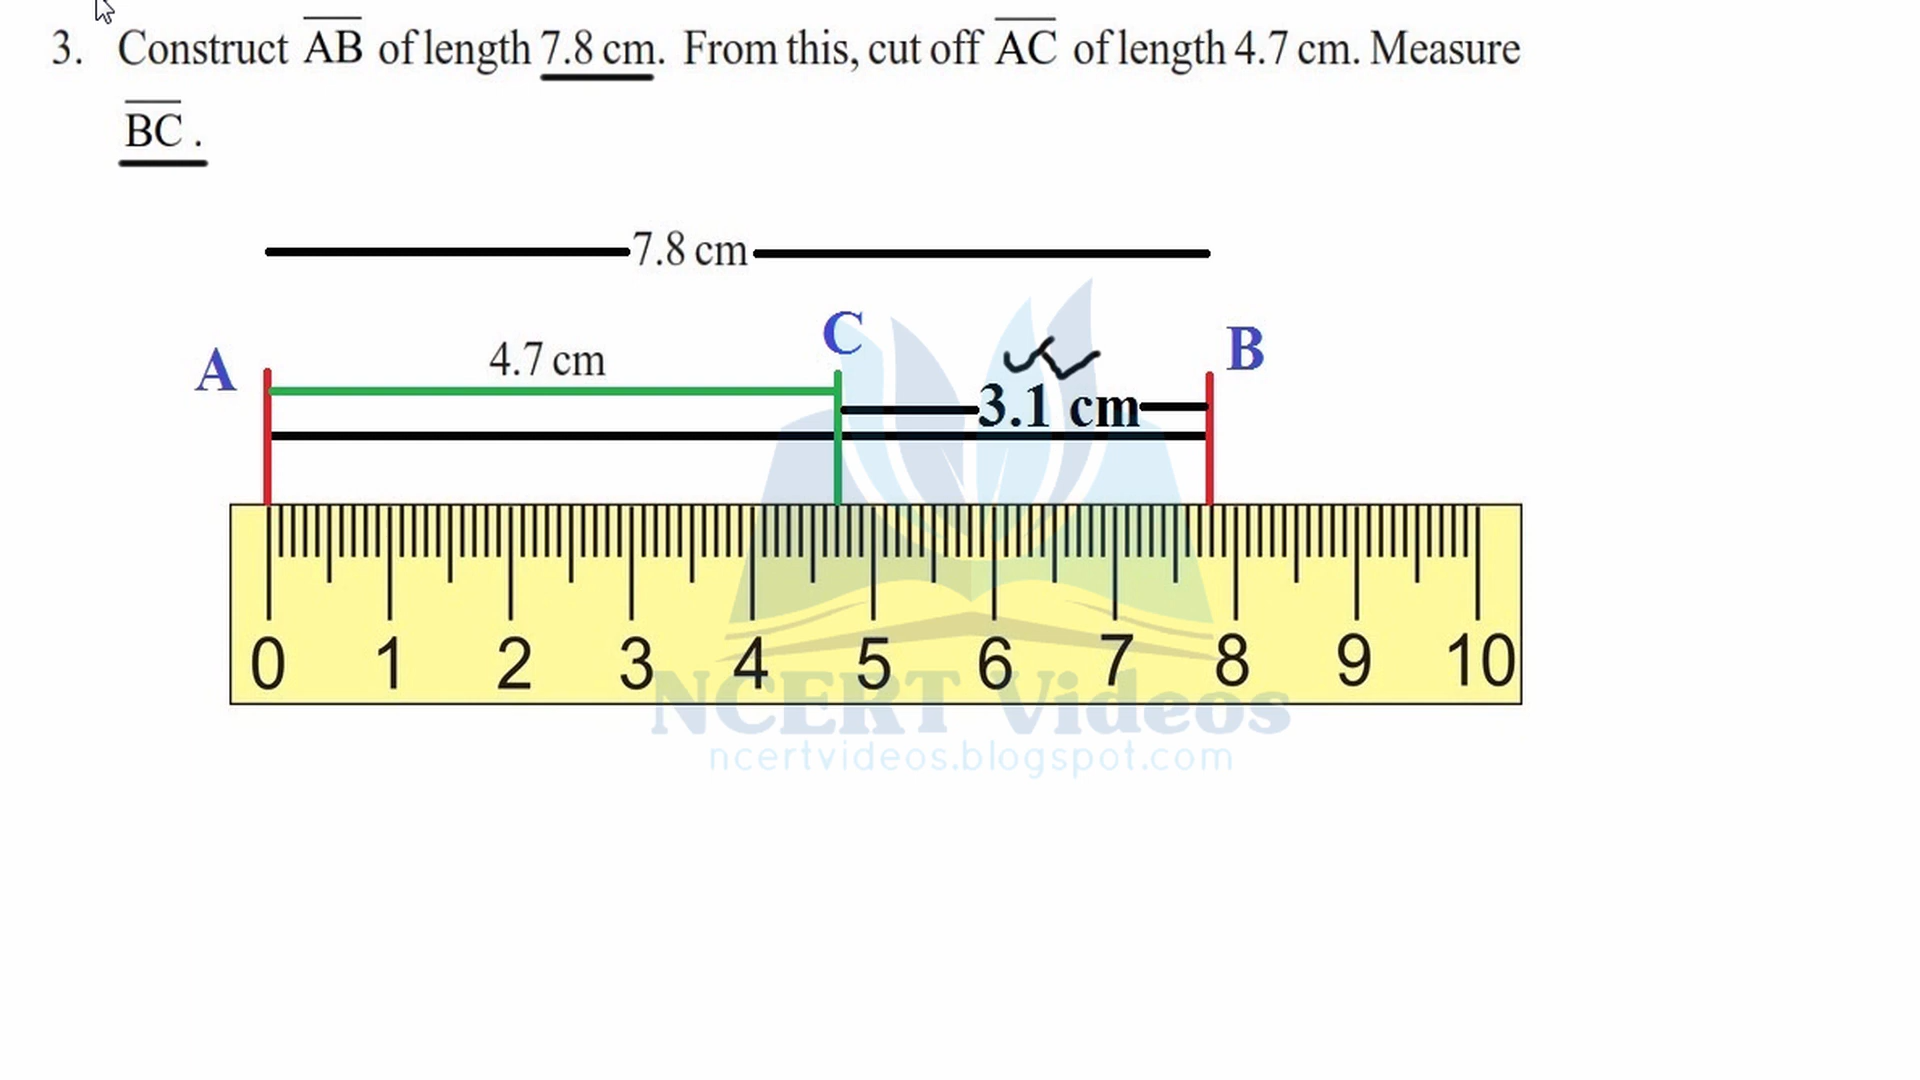 3. Construct AB of length 7.8 cm. From this, cut off AC of length 4.7 cm. Measure
BC .
7.8 cm
A 4.7 cm C 3.1 cm B
0 1 2 3 4 5 6 7 8 9 10
NCERT Videos
ncertvideos.blogspot.com